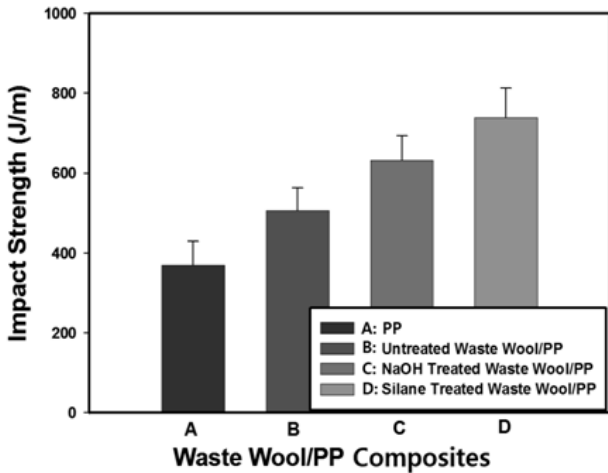 Impact Strength (J/m)
1000
800
600
400
200
0
A: PP
B: Untreated Waste Wool/PP
C: NaOH Treated Waste Wool/PP
D: Silane Treated Waste Wool/PP
A B C D
Waste Wool/PP Composites